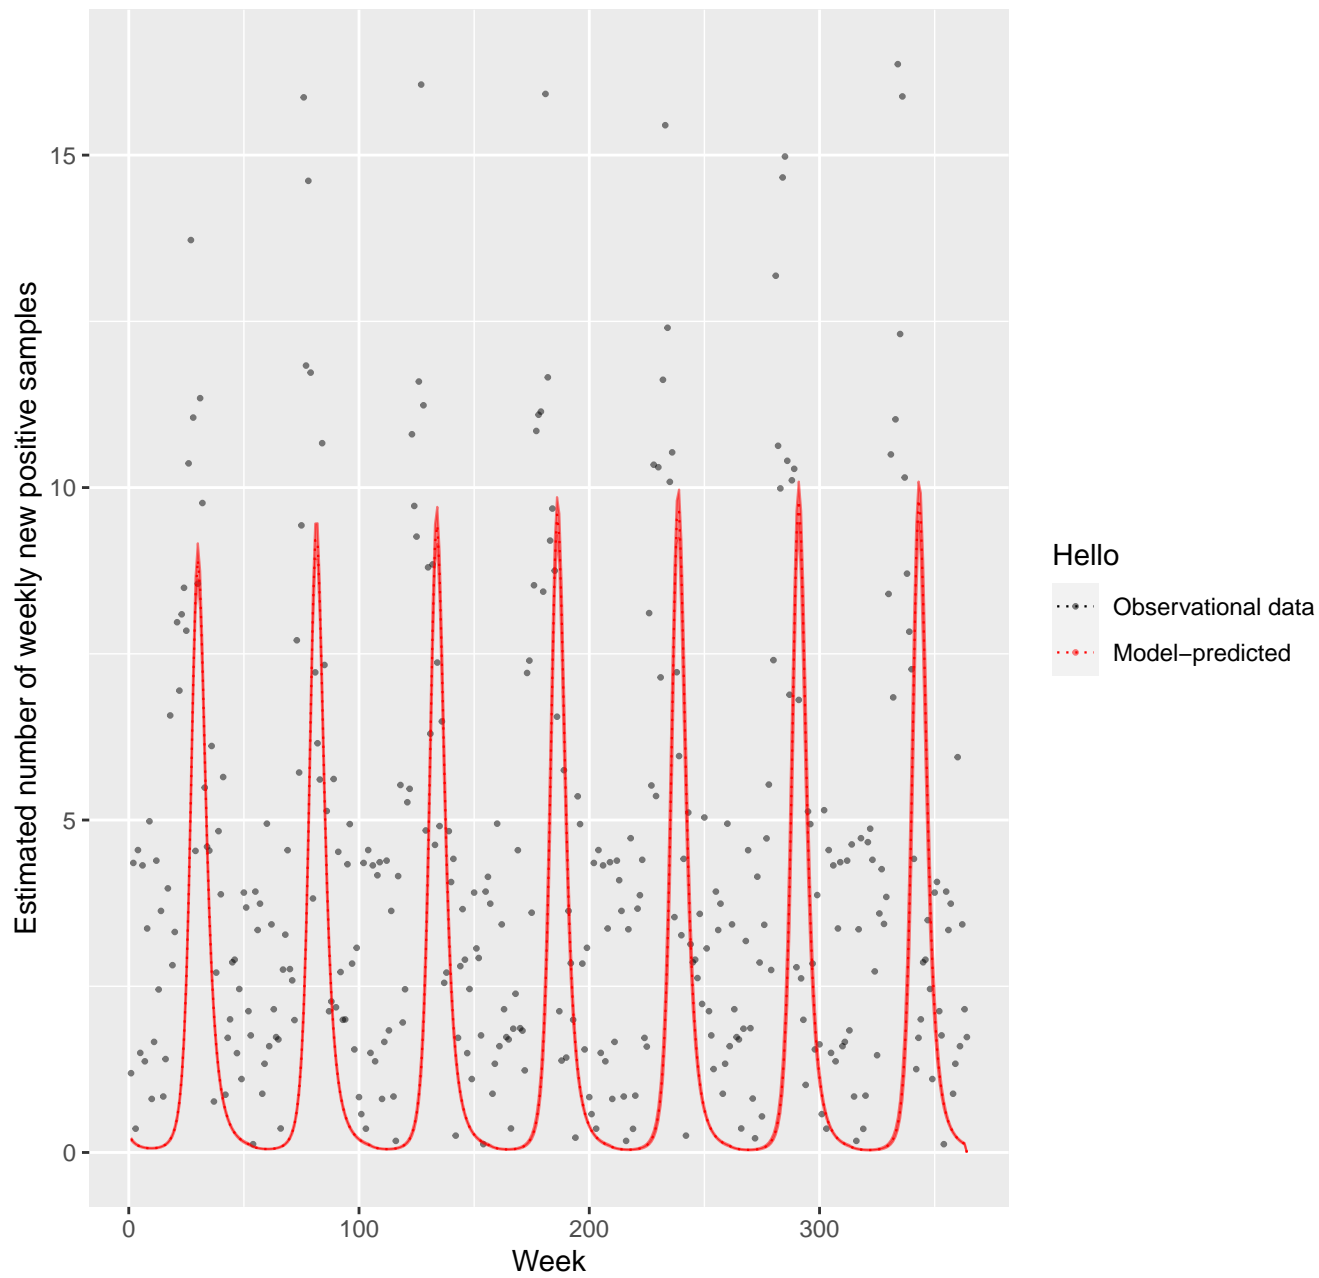 Estimated number of weekly new positive samples
15
10
5
0
0
100
200
300
Week
Hello
Observational data
Model−predicted